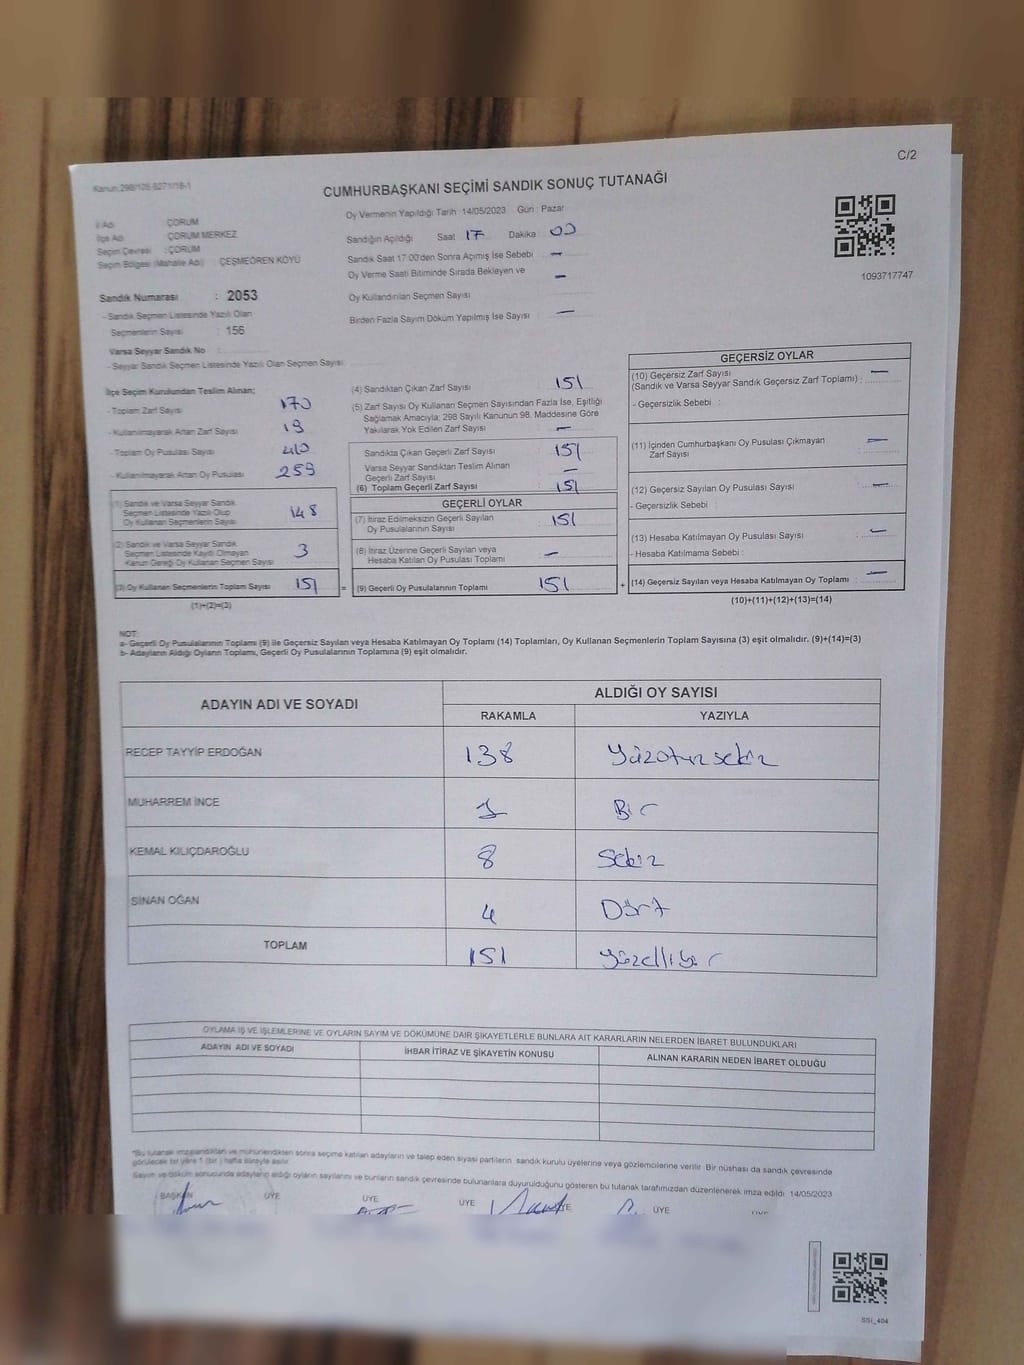 C/2
Kanun:298/105-6271/18-1
CUMHURBAŞKANI SEÇİMİ SANDIK SONUÇ TUTANAĞI
İl Adı : ÇORUM
İlçe Adı : ÇORUM MERKEZ
Seçim Çevresi : ÇORUM
Seçim Bölgesi (Mahalle Adı) : ÇEŞMEÖREN KÖYÜ
Oy Vermenin Yapıldığı Tarih 14/05/2023 Gün: Pazar
Sandığın Açıldığı Saat 17 Dakika 00
Sandık Saat 17:00'den Sonra Açımış İse Sebebi —
Oy Verme Saati Bitiminde Sırada Bekleyen ve
Oy Kullandırılan Seçmen Sayısı —
Birden Fazla Sayım Döküm Yapılmış İse Sayısı —
1093717747
Sandık Numarası : 2053
- Sandık Seçmen Listesinde Yazılı Olan
Seçmenlerin Sayısı : 156
Varsa Seyyar Sandık No :
- Seyyar Sandık Seçmen Listesinde Yazılı Olan Seçmen Sayısı:
İlçe Seçim Kurulundan Teslim Alınan;
- Toplam Zarf Sayısı 170
- Kullanılmayarak Artan Zarf Sayısı 19
- Toplam Oy Pusulası Sayısı 410
- Kullanılmayarak Artan Oy Pusulası 259
(1) Sandık ve Varsa Seyyar Sandık
Seçmen Listesinde Yazılı Olup
Oy Kullanan Seçmenlerin Sayısı 148
(2) Sandık ve Varsa Seyyar Sandık
Seçmen Listesinde Kayıtlı Olmayan
Kanun Gereği Oy Kullanan Seçmen Sayısı 3
(3) Oy Kullanan Seçmenlerin Toplam Sayısı 151 =
(1)+(2)=(3)
(4) Sandıktan Çıkan Zarf Sayısı 151
(5) Zarf Sayısı Oy Kullanan Seçmen Sayısından Fazla İse, Eşitliği
Sağlamak Amacıyla; 298 Sayılı Kanunun 98. Maddesine Göre
Yakılarak Yok Edilen Zarf Sayısı —
Sandıkta Çıkan Geçerli Zarf Sayısı 151
Varsa Seyyar Sandıktan Teslim Alınan
Geçerli Zarf Sayısı —
(6) Toplam Geçerli Zarf Sayısı 151
GEÇERLİ OYLAR
(7) İtiraz Edilmeksizin Geçerli Sayılan
Oy Pusulalarının Sayısı 151
(8) İtiraz Üzerine Geçerli Sayılan veya
Hesaba Katılan Oy Pusulası Toplamı —
(9) Geçerli Oy Pusulalarının Toplamı 151 +
GEÇERSİZ OYLAR
(10) Geçersiz Zarf Sayısı
(Sandık ve Varsa Seyyar Sandık Geçersiz Zarf Toplamı) : —
- Geçersizlik Sebebi :
(11) İçinden Cumhurbaşkanı Oy Pusulası Çıkmayan
Zarf Sayısı : —
(12) Geçersiz Sayılan Oy Pusulası Sayısı : —
- Geçersizlik Sebebi :
(13) Hesaba Katılmayan Oy Pusulası Sayısı : —
- Hesaba Katılmama Sebebi :
(14) Geçersiz Sayılan veya Hesaba Katılmayan Oy Toplamı : —
(10)+(11)+(12)+(13)=(14)
NOT:
a- Geçerli Oy Pusulalarının Toplamı (9) ile Geçersiz Sayılan veya Hesaba Katılmayan Oy Toplamı (14) Toplamları, Oy Kullanan Seçmenlerin Toplam Sayısına (3) eşit olmalıdır. (9)+(14)=(3)
b- Adayların Aldığı Oyların Toplamı, Geçerli Oy Pusulalarının Toplamına (9) eşit olmalıdır.
ADAYIN ADI VE SOYADI
ALDIĞI OY SAYISI
RAKAMLA YAZIYLA
RECEP TAYYİP ERDOĞAN 138 Yüzotuzsekiz
MUHARREM İNCE 1 Bir
KEMAL KILIÇDAROĞLU 8 Sekiz
SİNAN OĞAN 4 Dört
TOPLAM 151 Yüzellibir
OYLAMA İŞ VE İŞLEMLERİNE VE OYLARIN SAYIM VE DÖKÜMÜNE DAİR ŞİKAYETLERLE BUNLARA AİT KARARLARIN NELERDEN İBARET BULUNDUKLARI
ADAYIN ADI VE SOYADI İHBAR İTİRAZ VE ŞİKAYETİN KONUSU ALINAN KARARIN NEDEN İBARET OLDUĞU
*Bu tutanak imzalandıktan ve mühürlendikten sonra seçime katılan adayların ve talep eden siyasi partilerin sandık kurulu üyelerine veya gözlemcilerine verilir. Bir nüshası da sandık çevresinde
görülecek bir yere 1 (bir) hafta süreyle asılır.
Sayım ve döküm sonucunda adayların aldığı oyların sayılarını ve bunların sandık çevresinde bulunanlara duyurulduğunu gösteren bu tutanak tarafımızdan düzenlenerek imza edildi. 14/05/2023
BAŞKAN ÜYE ÜYE ÜYE ÜYE ÜYE
SSİ_404